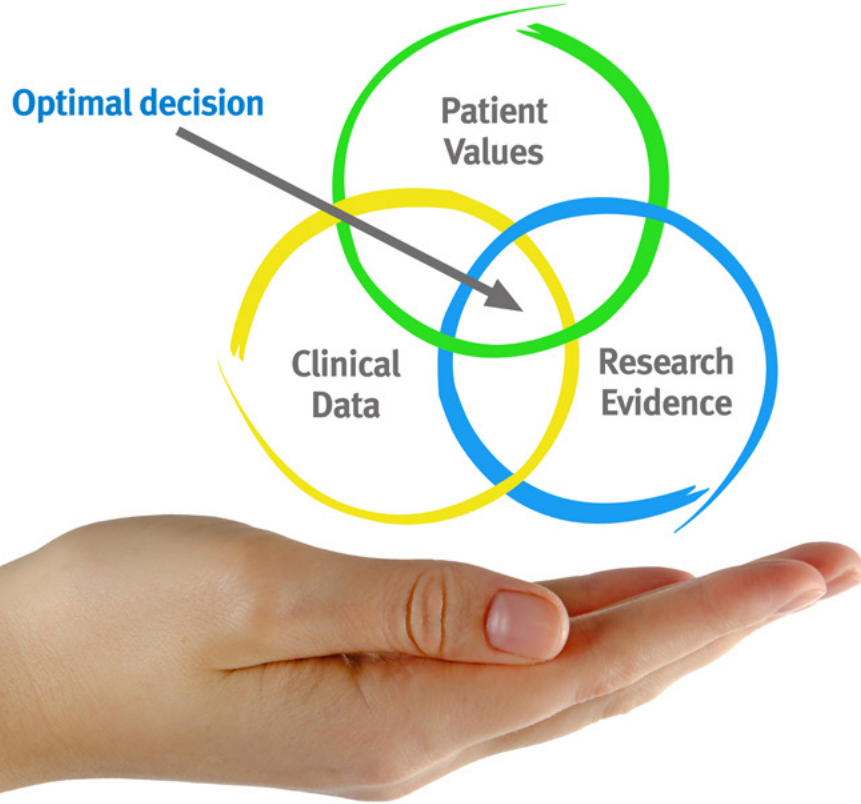 Optimal decision
Patient
Values
Clinical
Data
Research
Evidence